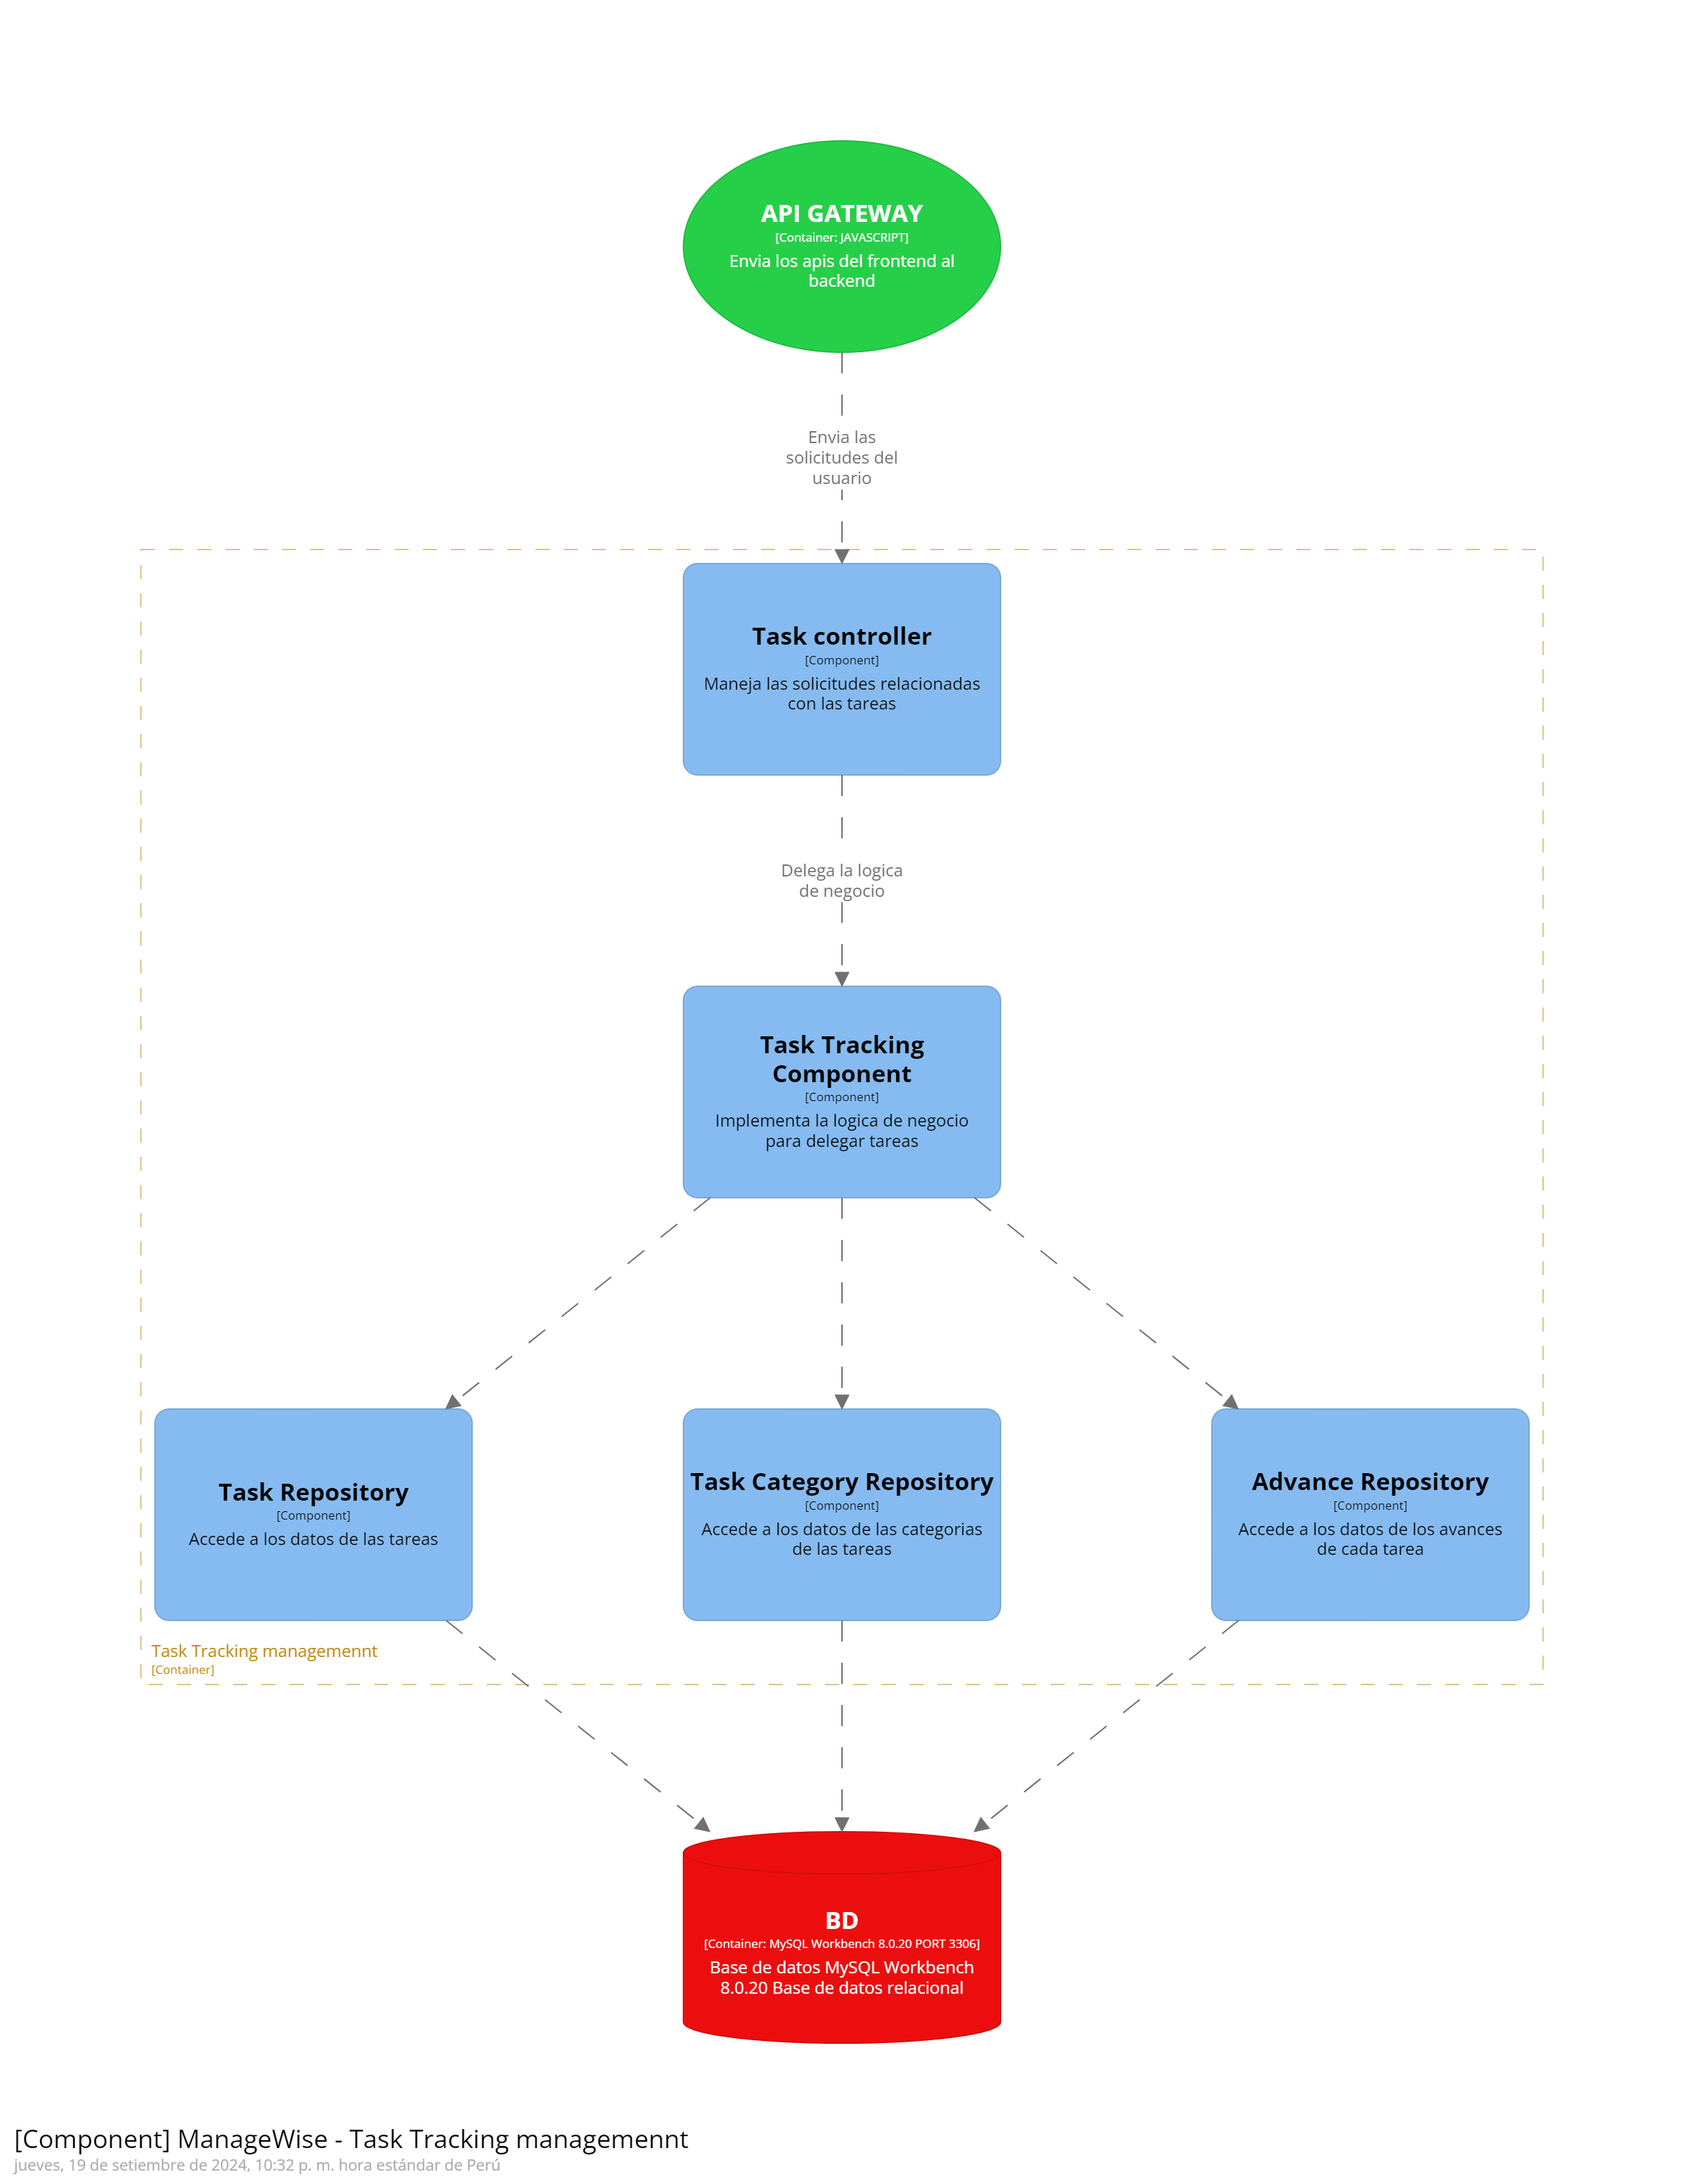 API GATEWAY
[Container: JAVASCRIPT]
Envia los apis del frontend al
backend
Envia las
solicitudes del
usuario
Task controller
[Component]
Maneja las solicitudes relacionadas
con las tareas
Delega la logica
de negocio
Task Tracking
Component
[Component]
Implementa la logica de negocio
para delegar tareas
Task Repository
[Component]
Accede a los datos de las tareas
Task Category Repository
[Component]
Accede a los datos de las categorias
de las tareas
Advance Repository
[Component]
Accede a los datos de los avances
de cada tarea
Task Tracking managemennt
[Container]
BD
[Container: MySQL Workbench 8.0.20 PORT 3306]
Base de datos MySQL Workbench
8.0.20 Base de datos relacional
[Component] ManageWise - Task Tracking managemennt
jueves, 19 de setiembre de 2024, 10:32 p. m. hora estándar de Perú